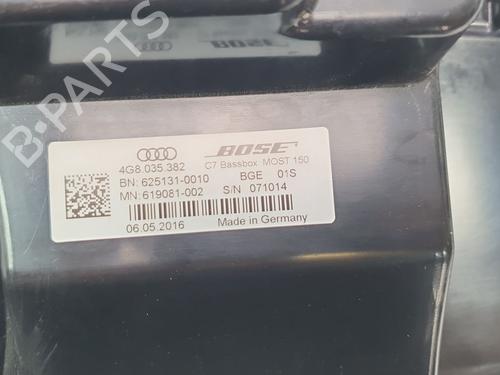 B-PARTS
BOSE
BOSE
4G8.035.382 C7 Bassbox MOST 150
BN: 625131-0010 BGE 01S
MN: 619081-002 S/N 071014
06.05.2016 Made in Germany